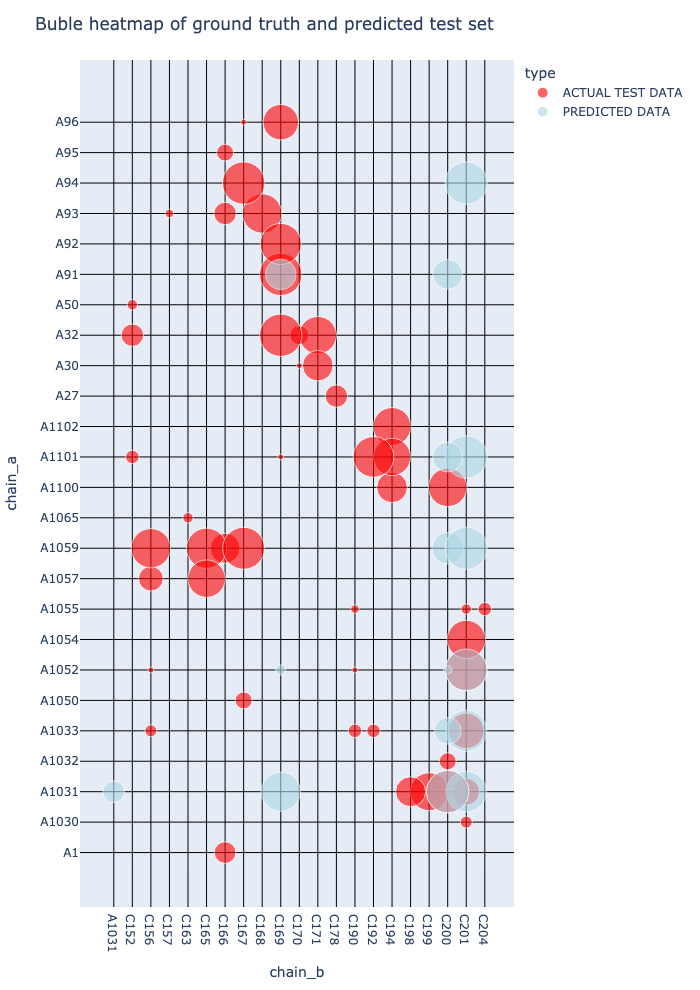 Buble heatmap of ground truth and predicted test set
type
ACTUAL TEST DATA
PREDICTED DATA
A96
A95
A94
A93
A92
A91
A50
A32
A30
A27
A1102
A1101
A1100
A1065
A1059
A1057
A1055
A1054
A1052
A1050
A1033
A1032
A1031
A1030
A1
chain_a
A1031
C152
C156
C157
C163
C165
C166
C167
C168
C169
C170
C171
C178
C190
C192
C194
C198
C199
C200
C201
C204
chain_b